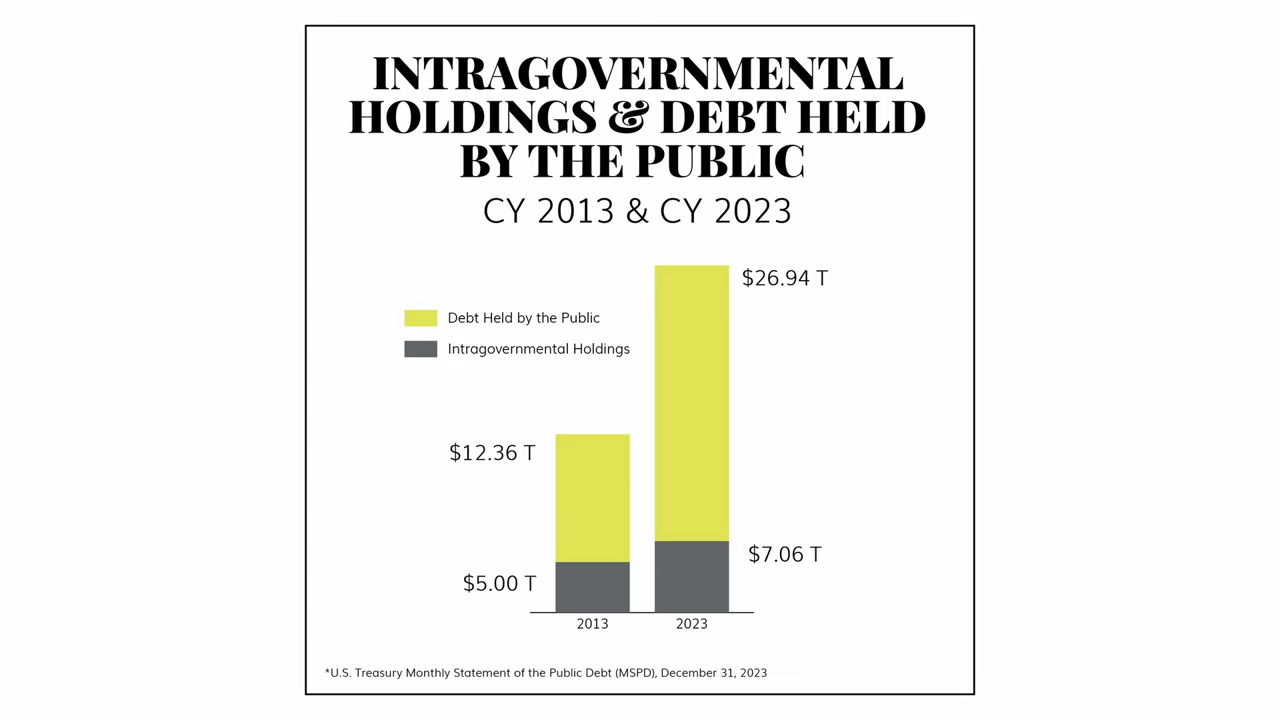 INTRAGOVERNMENTAL
HOLDINGS & DEBT HELD
BY THE PUBLIC
CY 2013 & CY 2023
$26.94 T
Debt Held by the Public
Intragovernmental Holdings
$12.36 T
$7.06 T
$5.00 T
2013
2023
*U.S. Treasury Monthly Statement of the Public Debt (MSPD), December 31, 2023